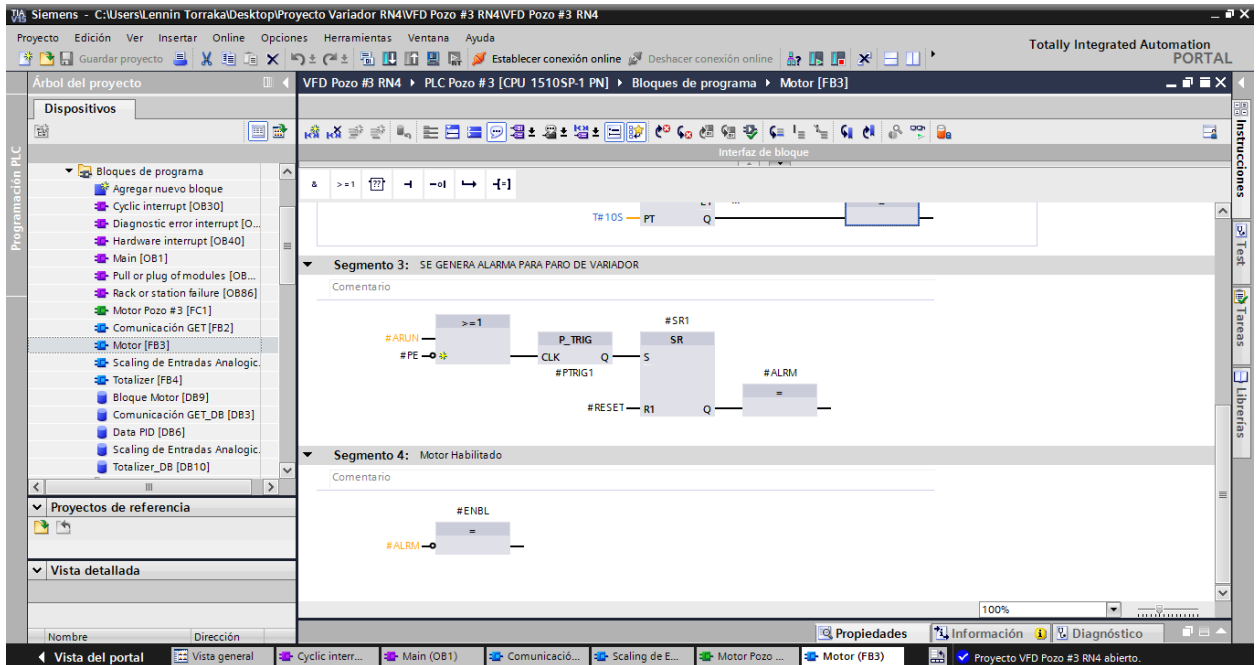 Siemens - C:\Users\Lennin Torraka\Desktop\Proyecto Variador RN4\VFD Pozo #3 RN4\VFD Pozo #3 RN4
Proyecto Edición Ver Insertar Online Opciones Herramientas Ventana Ayuda
Totally Integrated Automation
PORTAL
Guardar proyecto
Establecer conexión online
Deshacer conexión online
Árbol del proyecto
VFD Pozo #3 RN4 PLC Pozo #3 [CPU 1510SP-1 PN] Bloques de programa Motor [FB3]
Dispositivos
Programación PLC
Interfaz de bloque
Bloques de programa
Agregar nuevo bloque
Cyclic interrupt [OB30]
Diagnostic error interrupt [O...
Hardware interrupt [OB40]
Main [OB1]
Pull or plug of modules [OB...
Rack or station failure [OB86]
Motor Pozo #3 [FC1]
Comunicación GET [FB2]
Motor [FB3]
Scaling de Entradas Analogic.
Totalizer [FB4]
Bloque Motor [DB9]
Comunicación GET_DB [DB3]
Data PID [DB6]
Scaling de Entradas Analogic.
Totalizer_DB [DB10]
Proyectos de referencia
Vista detallada
Nombre Dirección
& >=1 ??
T#10S PT Q
...
=
Segmento 3: SE GENERA ALARMA PARA PARO DE VARIADOR
Comentario
>=1
#ARUN
#PE
P_TRIG
CLK Q
#PTRIG1
#SR1
SR
S
#RESET R1 Q
#ALRM
=
Segmento 4: Motor Habilitado
Comentario
#ENBL
=
#ALRM
100%
Propiedades Información Diagnóstico
Instrucciones
Test
Tareas
Librerías
Vista del portal Vista general Cyclic interr... Main (OB1) Comunicació... Scaling de E... Motor Pozo ... Motor (FB3) Proyecto VFD Pozo #3 RN4 abierto.